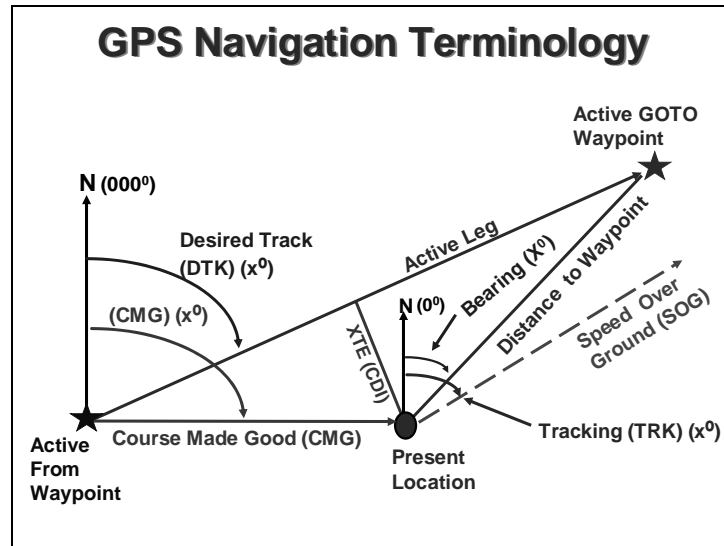 GPS Navigation Terminology
Active GOTO
Waypoint
N (000⁰)
Desired Track
(DTK) (x⁰)
Active Leg
(CMG) (x⁰)
N (0⁰)
Bearing (X⁰)
Distance to Waypoint
Speed Over
Ground (SOG)
XTE (CDI)
Active
From
Waypoint
Course Made Good (CMG)
Present
Location
Tracking (TRK) (x⁰)